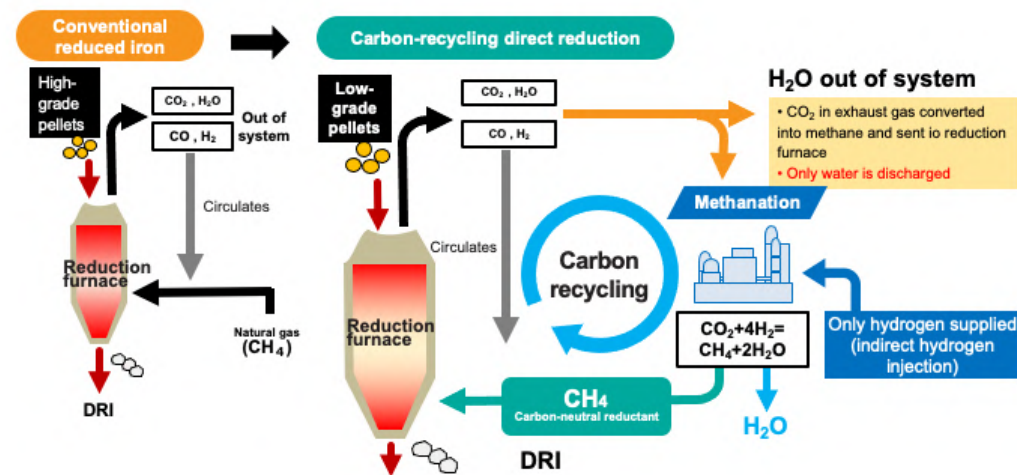 Conventional
reduced iron
Carbon-recycling direct reduction
High-
grade
pellets
CO₂ , H₂O
CO , H₂
Out of
system
Circulates
Reduction
furnace
Natural gas
(CH₄)
DRI
Low-
grade
pellets
CO₂ , H₂O
CO , H₂
Circulates
Reduction
furnace
DRI
H₂O out of system
• CO₂ in exhaust gas converted
into methane and sent io reduction
furnace
• Only water is discharged
Methanation
Carbon
recycling
CO₂+4H₂=
CH₄+2H₂O
Only hydrogen supplied
(indirect hydrogen
injection)
CH₄
Carbon-neutral reductant
H₂O